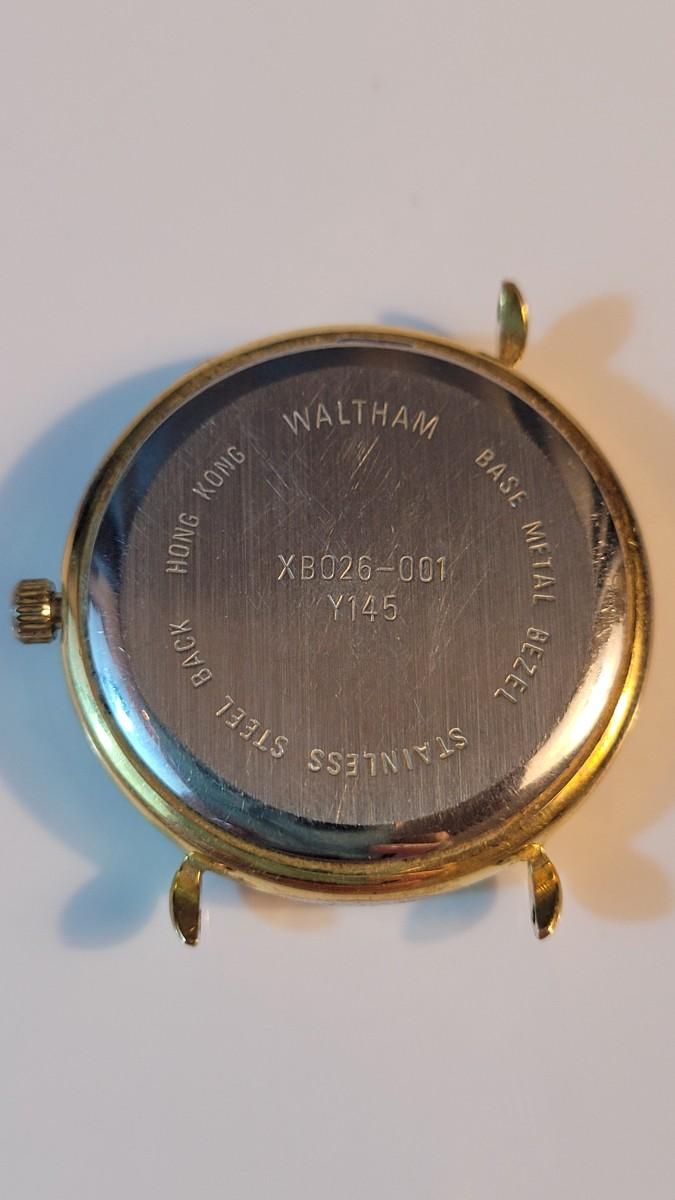 WALTHAM
BASE METAL BEZEL
STAINLESS STEEL BACK
HONG KONG
XB026-001
Y145